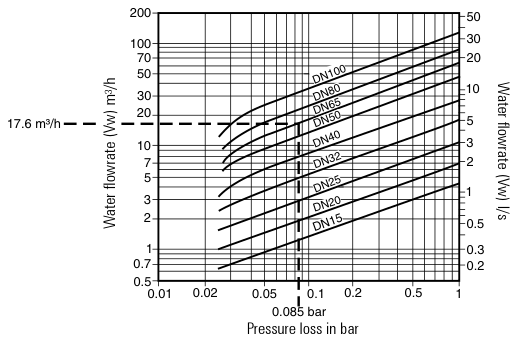 200
100
70
50
30
20
10
7
5
3
2
1
0.7
0.5
50
30
20
10
5
3
2
1
0.5
0.3
0.2
Water flowrate (V̇w) m³/h
Water flowrate (V̇w) l/s
17.6 m³/h
DN100
DN80
DN65
DN50
DN40
DN32
DN25
DN20
DN15
0.01 0.02 0.05 0.1 0.2 0.5 1
0.085 bar
Pressure loss in bar